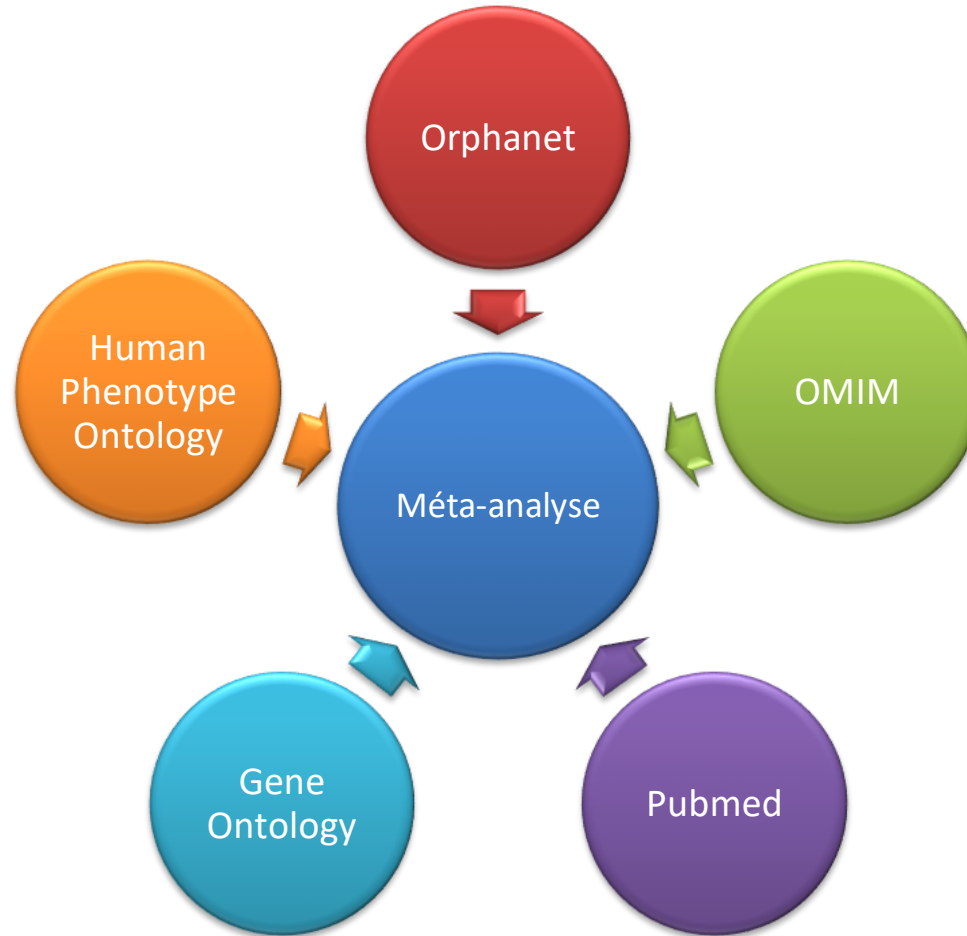 Orphanet
Human
Phenotype
Ontology
OMIM
Méta-analyse
Gene
Ontology
Pubmed